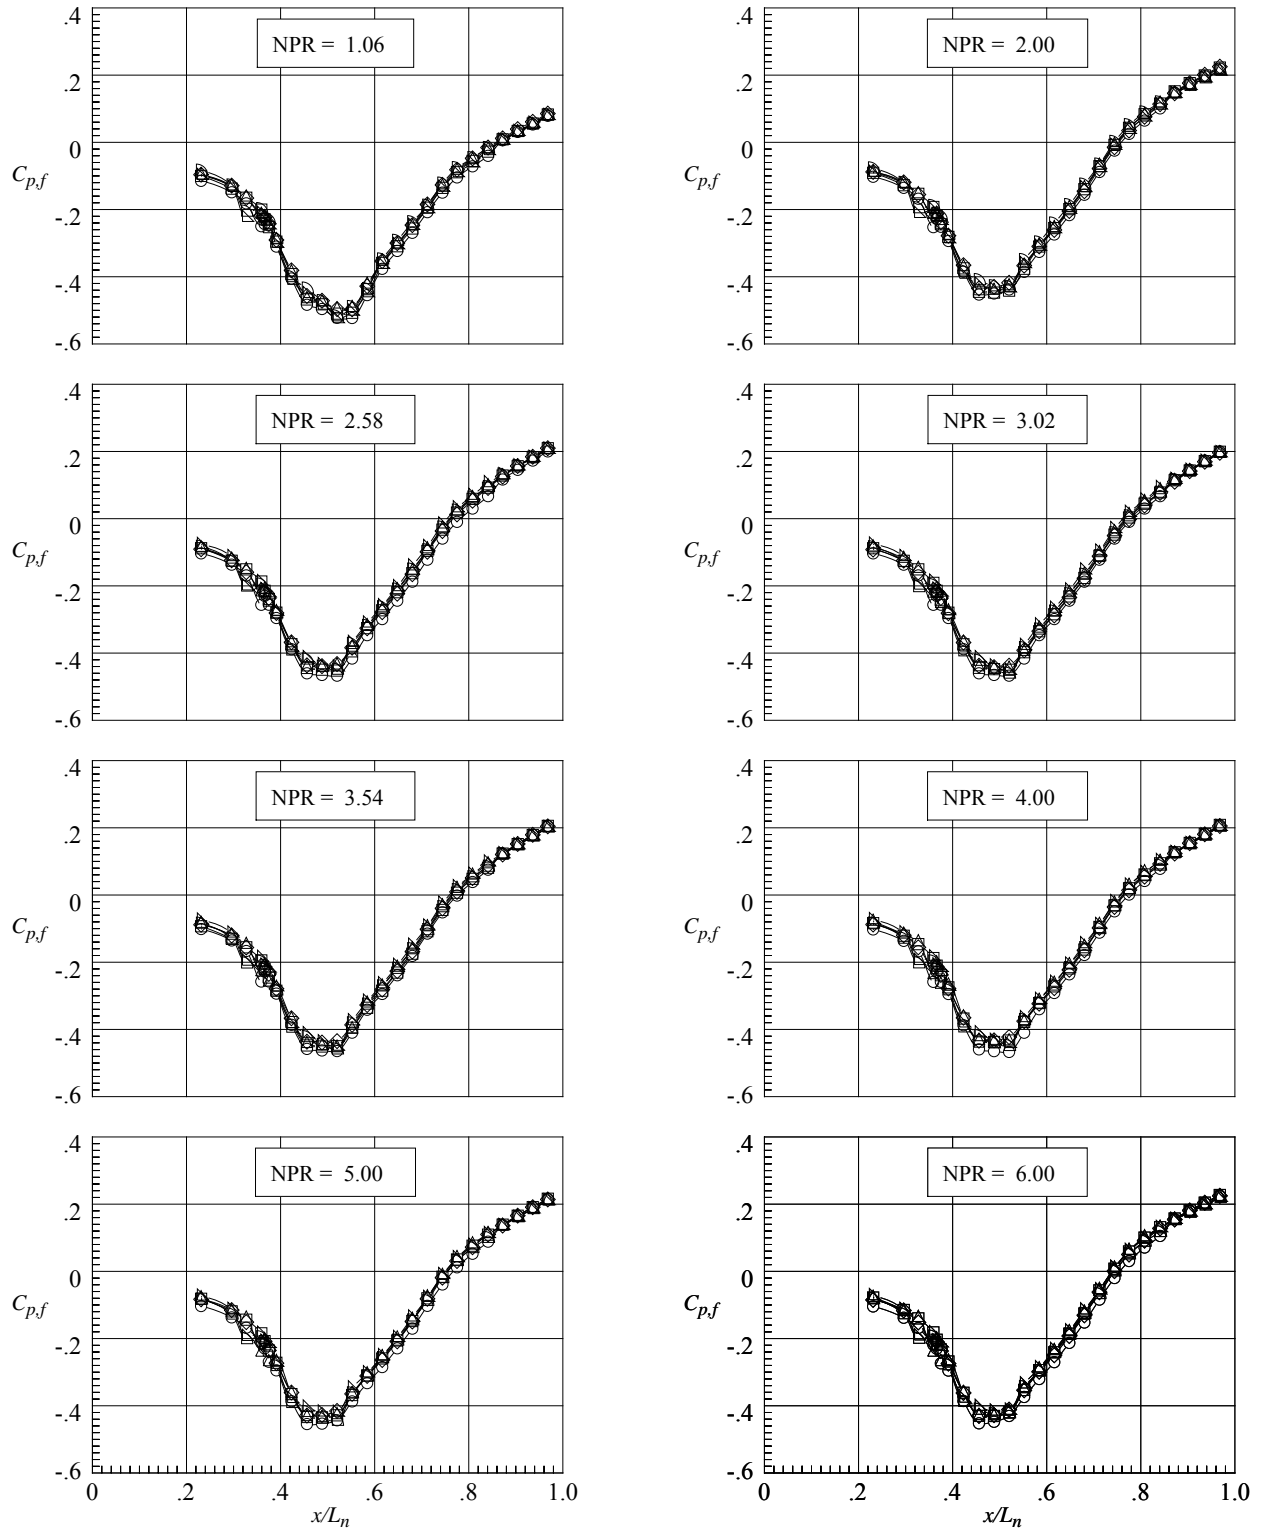 .4
.2
0
-.2
-.4
-.6
C_{p,f}
NPR = 1.06
.4
.2
0
-.2
-.4
-.6
C_{p,f}
NPR = 2.00
.4
.2
0
-.2
-.4
-.6
C_{p,f}
NPR = 2.58
.4
.2
0
-.2
-.4
-.6
C_{p,f}
NPR = 3.02
.4
.2
0
-.2
-.4
-.6
C_{p,f}
NPR = 3.54
.4
.2
0
-.2
-.4
-.6
C_{p,f}
NPR = 4.00
.4
.2
0
-.2
-.4
-.6
C_{p,f}
NPR = 5.00
0 .2 .4 .6 .8 1.0
x/L_n
.4
.2
0
-.2
-.4
-.6
C_{p,f}
NPR = 6.00
0 .2 .4 .6 .8 1.0
x/L_n